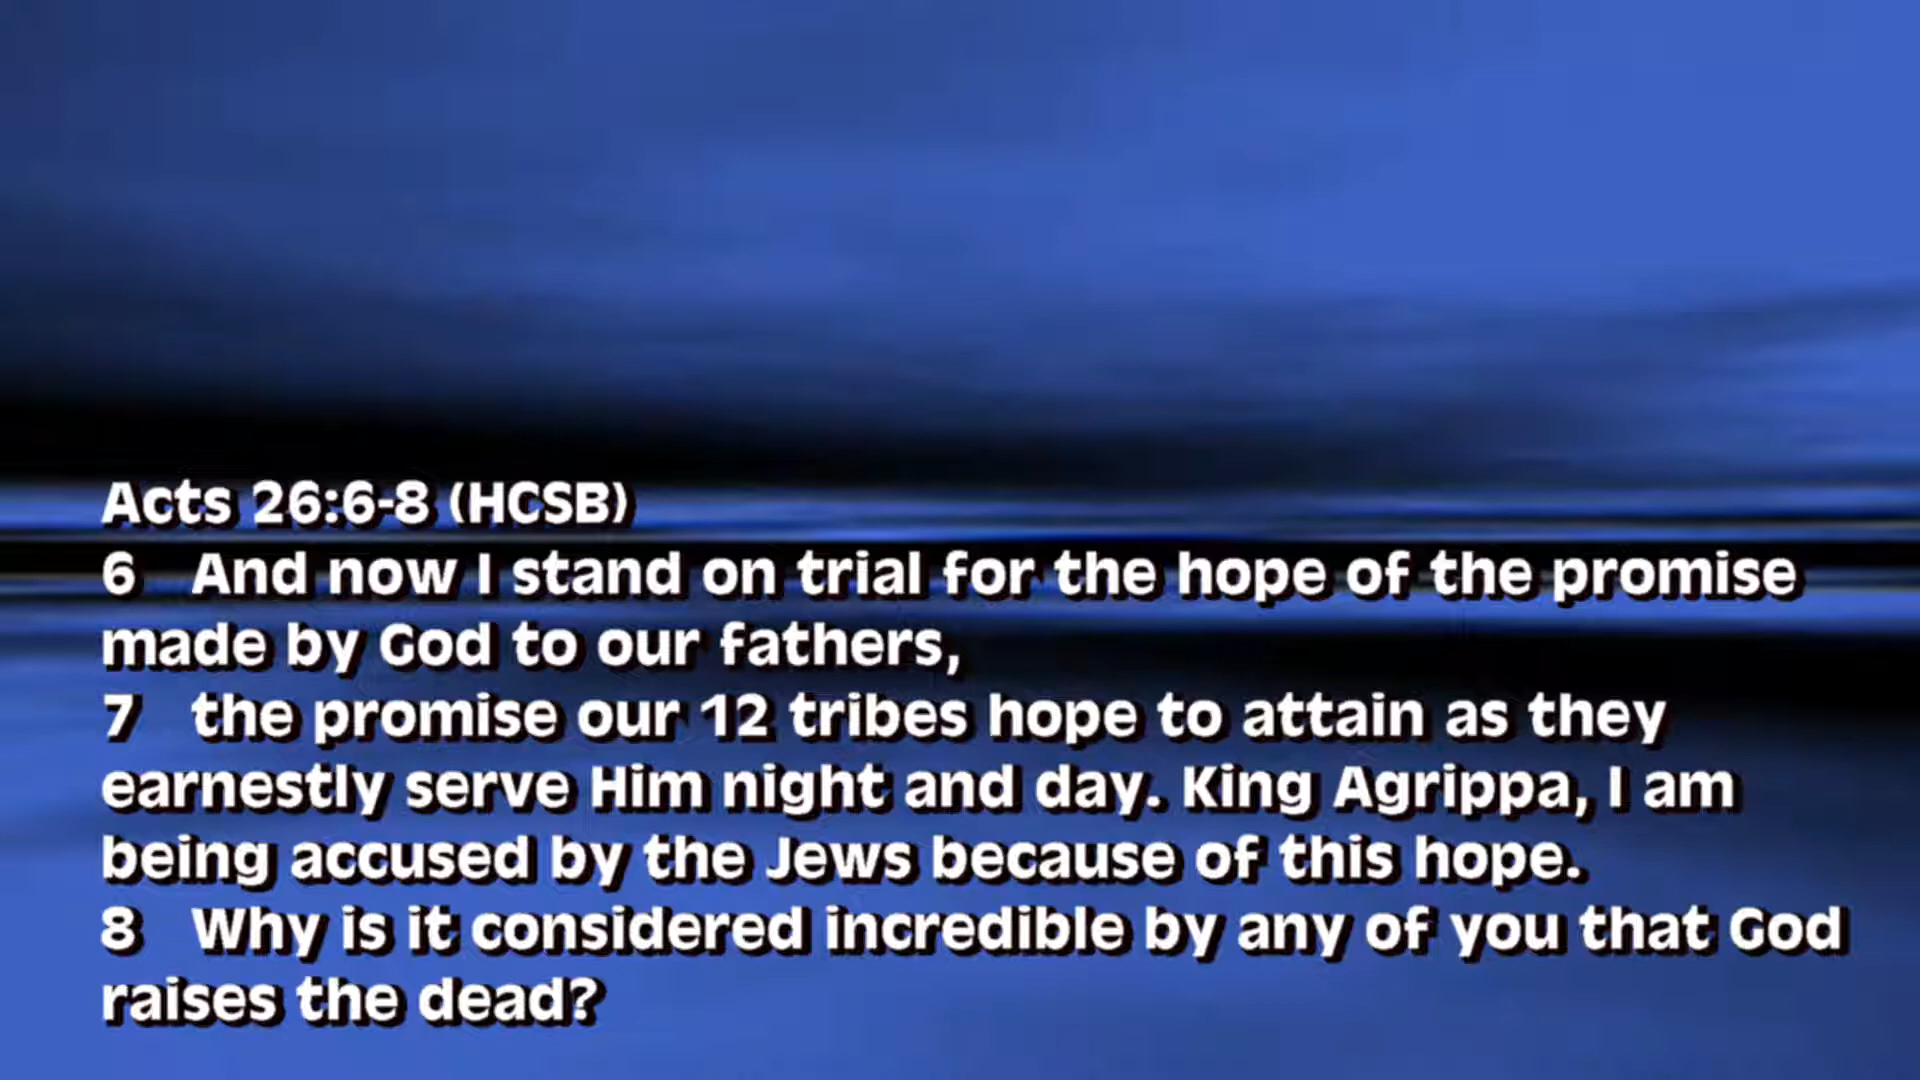 Acts 26:6-8 (HCSB)
6 And now I stand on trial for the hope of the promise
made by God to our fathers,
7 the promise our 12 tribes hope to attain as they
earnestly serve Him night and day. King Agrippa, I am
being accused by the Jews because of this hope.
8 Why is it considered incredible by any of you that God
raises the dead?